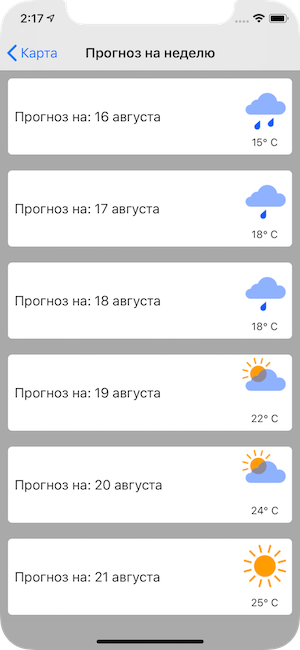 2:17
Карта
Прогноз на неделю
Прогноз на: 16 августа
15° C
Прогноз на: 17 августа
18° C
Прогноз на: 18 августа
18° C
Прогноз на: 19 августа
22° C
Прогноз на: 20 августа
24° C
Прогноз на: 21 августа
25° C